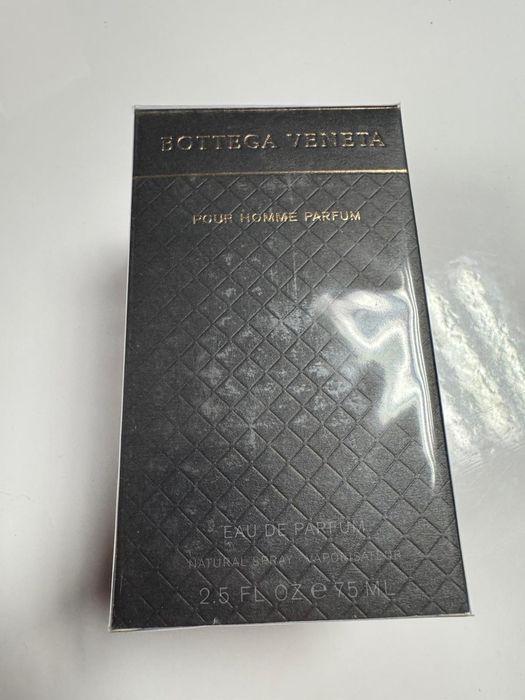 BOTTEGA VENETA
POUR HOMME PARFUM
EAU DE PARFUM
NATURAL SPRAY - VAPORISATEUR
2.5 FL OZ e 75 ML